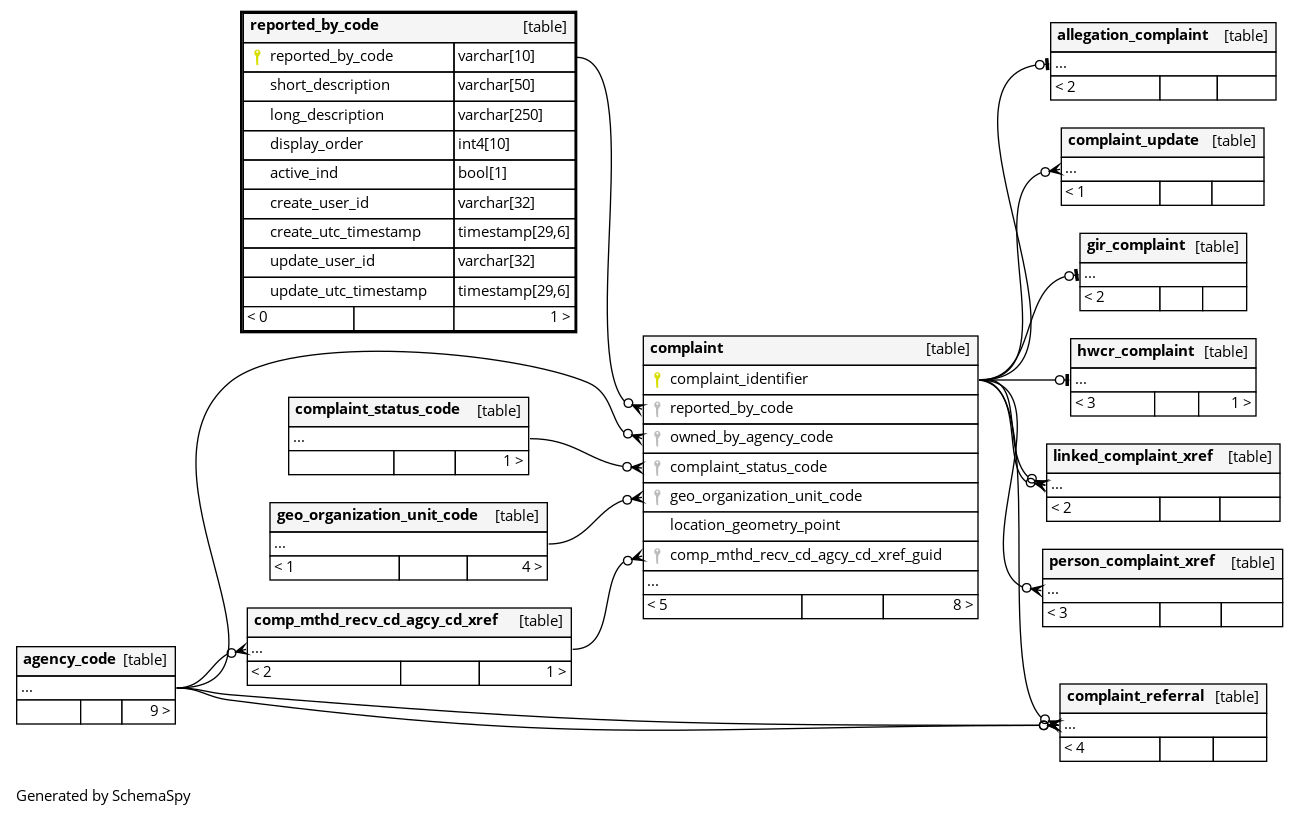 reported_by_code [table]
reported_by_code varchar[10]
short_description varchar[50]
long_description varchar[250]
display_order int4[10]
active_ind bool[1]
create_user_id varchar[32]
create_utc_timestamp timestamp[29,6]
update_user_id varchar[32]
update_utc_timestamp timestamp[29,6]
< 0 1 >
complaint_status_code [table]
...
1 >
geo_organization_unit_code [table]
...
< 1 4 >
comp_mthd_recv_cd_agcy_cd_xref [table]
...
< 2 1 >
agency_code [table]
...
9 >
complaint [table]
complaint_identifier
reported_by_code
owned_by_agency_code
complaint_status_code
geo_organization_unit_code
location_geometry_point
comp_mthd_recv_cd_agcy_cd_xref_guid
...
< 5 8 >
allegation_complaint [table]
...
< 2
complaint_update [table]
...
< 1
gir_complaint [table]
...
< 2
hwcr_complaint [table]
...
< 3 1 >
linked_complaint_xref [table]
...
< 2
person_complaint_xref [table]
...
< 3
complaint_referral [table]
...
< 4
Generated by SchemaSpy